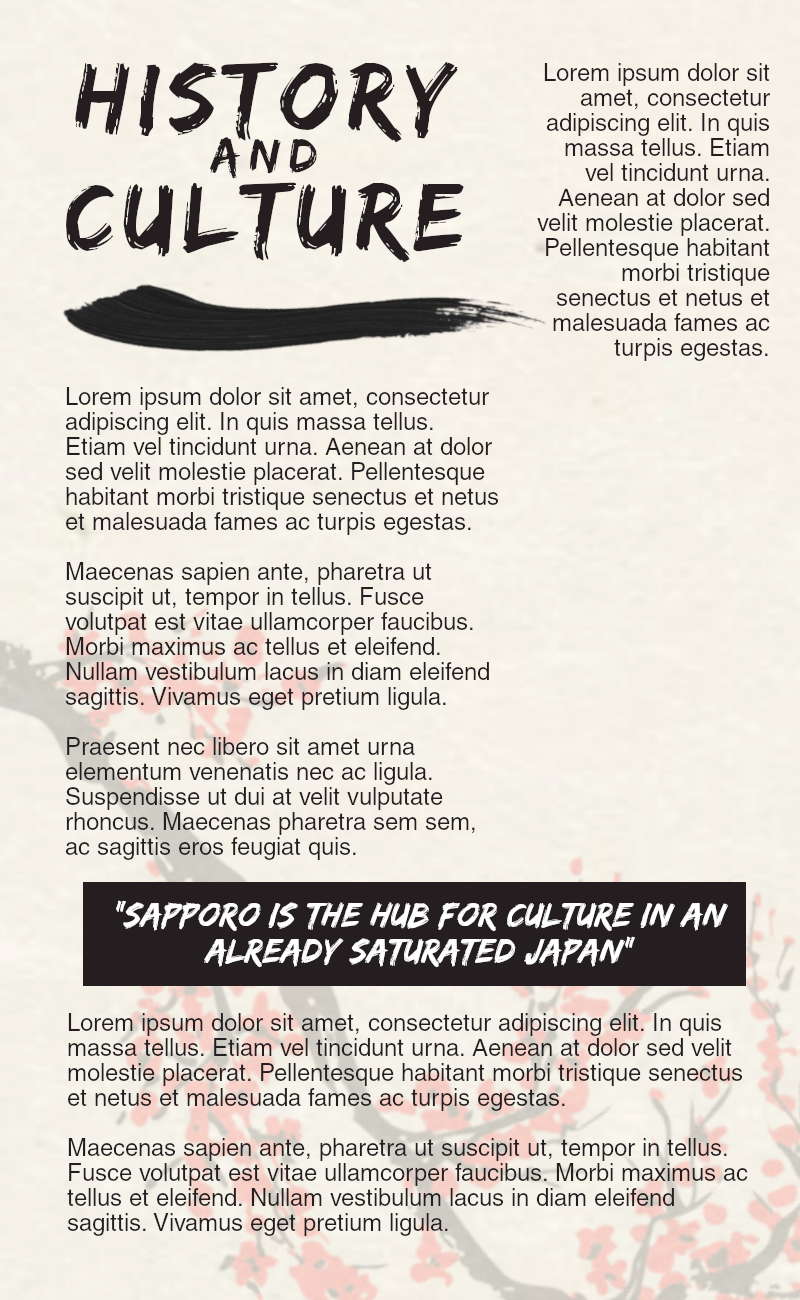 HISTORY
AND
CULTURE
Lorem ipsum dolor sit
amet, consectetur
adipiscing elit. In quis
massa tellus. Etiam
vel tincidunt urna.
Aenean at dolor sed
velit molestie placerat.
Pellentesque habitant
morbi tristique
senectus et netus et
malesuada fames ac
turpis egestas.
Lorem ipsum dolor sit amet, consectetur
adipiscing elit. In quis massa tellus.
Etiam vel tincidunt urna. Aenean at dolor
sed velit molestie placerat. Pellentesque
habitant morbi tristique senectus et netus
et malesuada fames ac turpis egestas.
Maecenas sapien ante, pharetra ut
suscipit ut, tempor in tellus. Fusce
volutpat est vitae ullamcorper faucibus.
Morbi maximus ac tellus et eleifend.
Nullam vestibulum lacus in diam eleifend
sagittis. Vivamus eget pretium ligula.
Praesent nec libero sit amet urna
elementum venenatis nec ac ligula.
Suspendisse ut dui at velit vulputate
rhoncus. Maecenas pharetra sem sem,
ac sagittis eros feugiat quis.
"SAPPORO IS THE HUB FOR CULTURE IN AN
ALREADY SATURATED JAPAN"
Lorem ipsum dolor sit amet, consectetur adipiscing elit. In quis
massa tellus. Etiam vel tincidunt urna. Aenean at dolor sed velit
molestie placerat. Pellentesque habitant morbi tristique senectus
et netus et malesuada fames ac turpis egestas.
Maecenas sapien ante, pharetra ut suscipit ut, tempor in tellus.
Fusce volutpat est vitae ullamcorper faucibus. Morbi maximus ac
tellus et eleifend. Nullam vestibulum lacus in diam eleifend
sagittis. Vivamus eget pretium ligula.